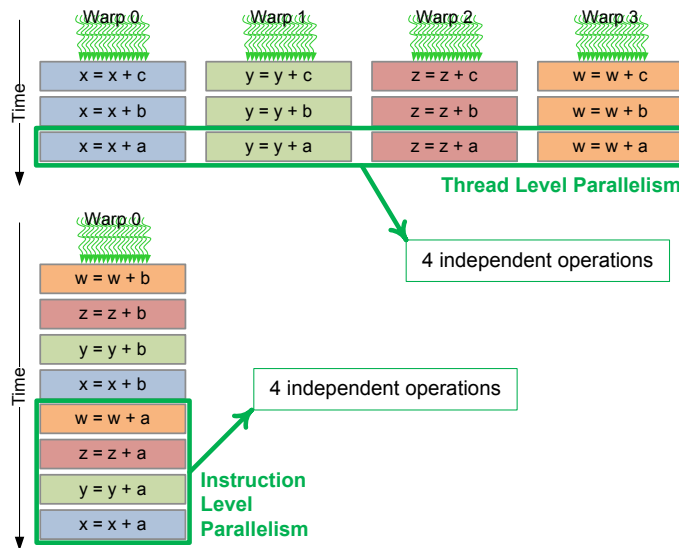 Warp 0 Warp 1 Warp 2 Warp 3
Time
x = x + c y = y + c z = z + c w = w + c
x = x + b y = y + b z = z + b w = w + b
x = x + a y = y + a z = z + a w = w + a
Thread Level Parallelism
4 independent operations
Warp 0
Time
w = w + b
z = z + b
y = y + b
x = x + b
w = w + a
z = z + a
y = y + a
x = x + a
4 independent operations
Instruction
Level
Parallelism